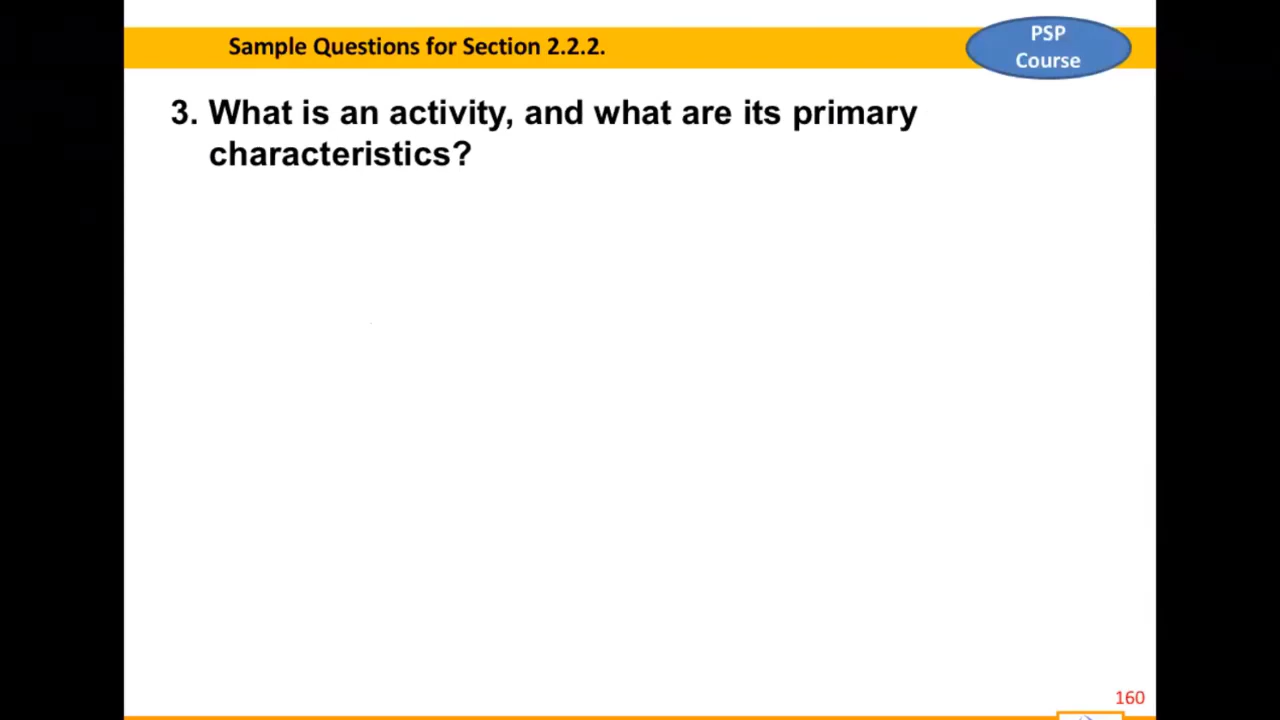 Sample Questions for Section 2.2.2.
PSP
Course
3. What is an activity, and what are its primary
characteristics?
160